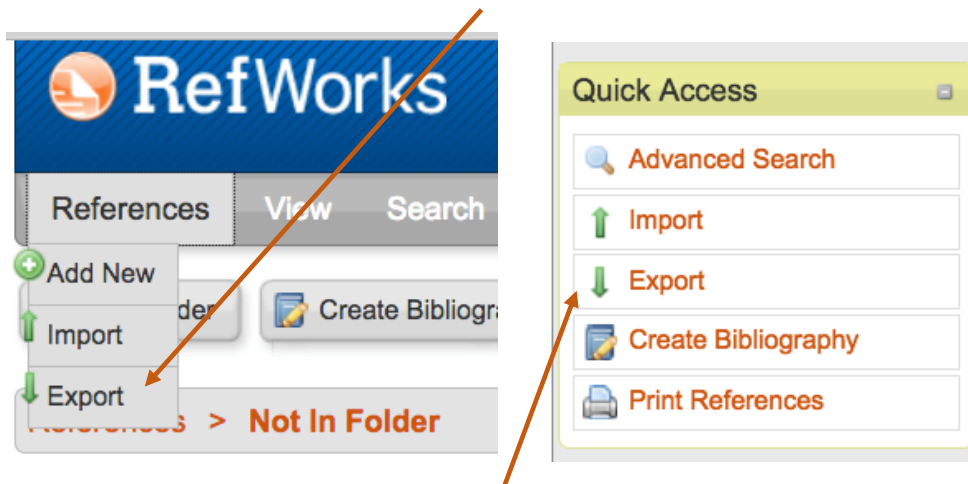 RefWorks
References View Search
Add New
Import
Export
Create Bibliogr
> Not In Folder
Quick Access
Advanced Search
Import
Export
Create Bibliography
Print References